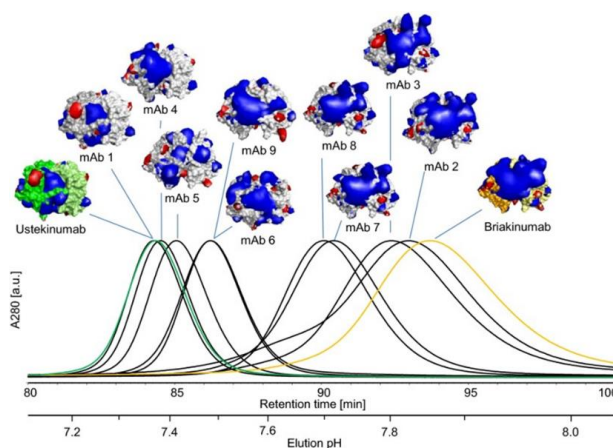 mAb 3
mAb 4
mAb 9
mAb 8
mAb 2
mAb 1
mAb 5
Ustekinumab
mAb 6
mAb 7
Briakinumab
A280 [a.u.]
80 85 90 95 100
Retention time [min]
7.2 7.4 7.6 7.8 8.0
Elution pH